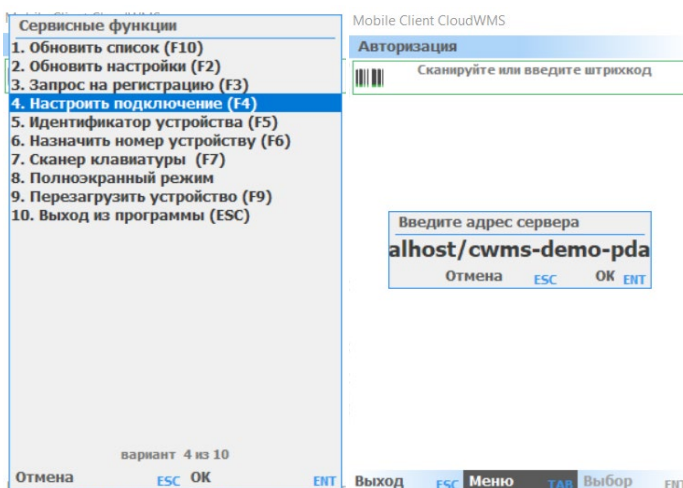 Сервисные функции
1. Обновить список (F10)
2. Обновить настройки (F2)
3. Запрос на регистрацию (F3)
4. Настроить подключение (F4)
5. Идентификатор устройства (F5)
6. Назначить номер устройству (F6)
7. Сканер клавиатуры (F7)
8. Полноэкранный режим
9. Перезагрузить устройство (F9)
10. Выход из программы (ESC)
вариант 4 из 10
Отмена ESC OK ENT
Mobile Client CloudWMS
Авторизация
Сканируйте или введите штрихкод
Введите адрес сервера
alhost/cwms-demo-pda
Отмена ESC OK ENT
Выход ESC Меню TAB Выбор ENT